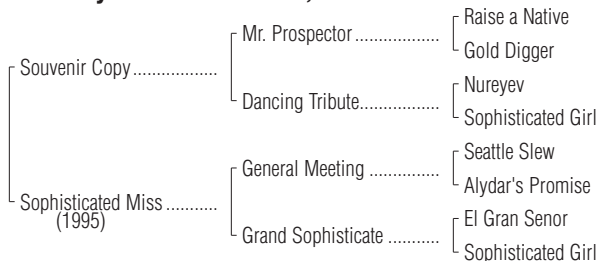 Raise a Native
Mr. Prospector ..................
Gold Digger
Souvenir Copy..................
Nureyev
Dancing Tribute.................
Sophisticated Girl
Seattle Slew
General Meeting ...............
Alydar's Promise
Sophisticated Miss ...........
(1995)
El Gran Senor
Grand Sophisticate ...........
Sophisticated Girl